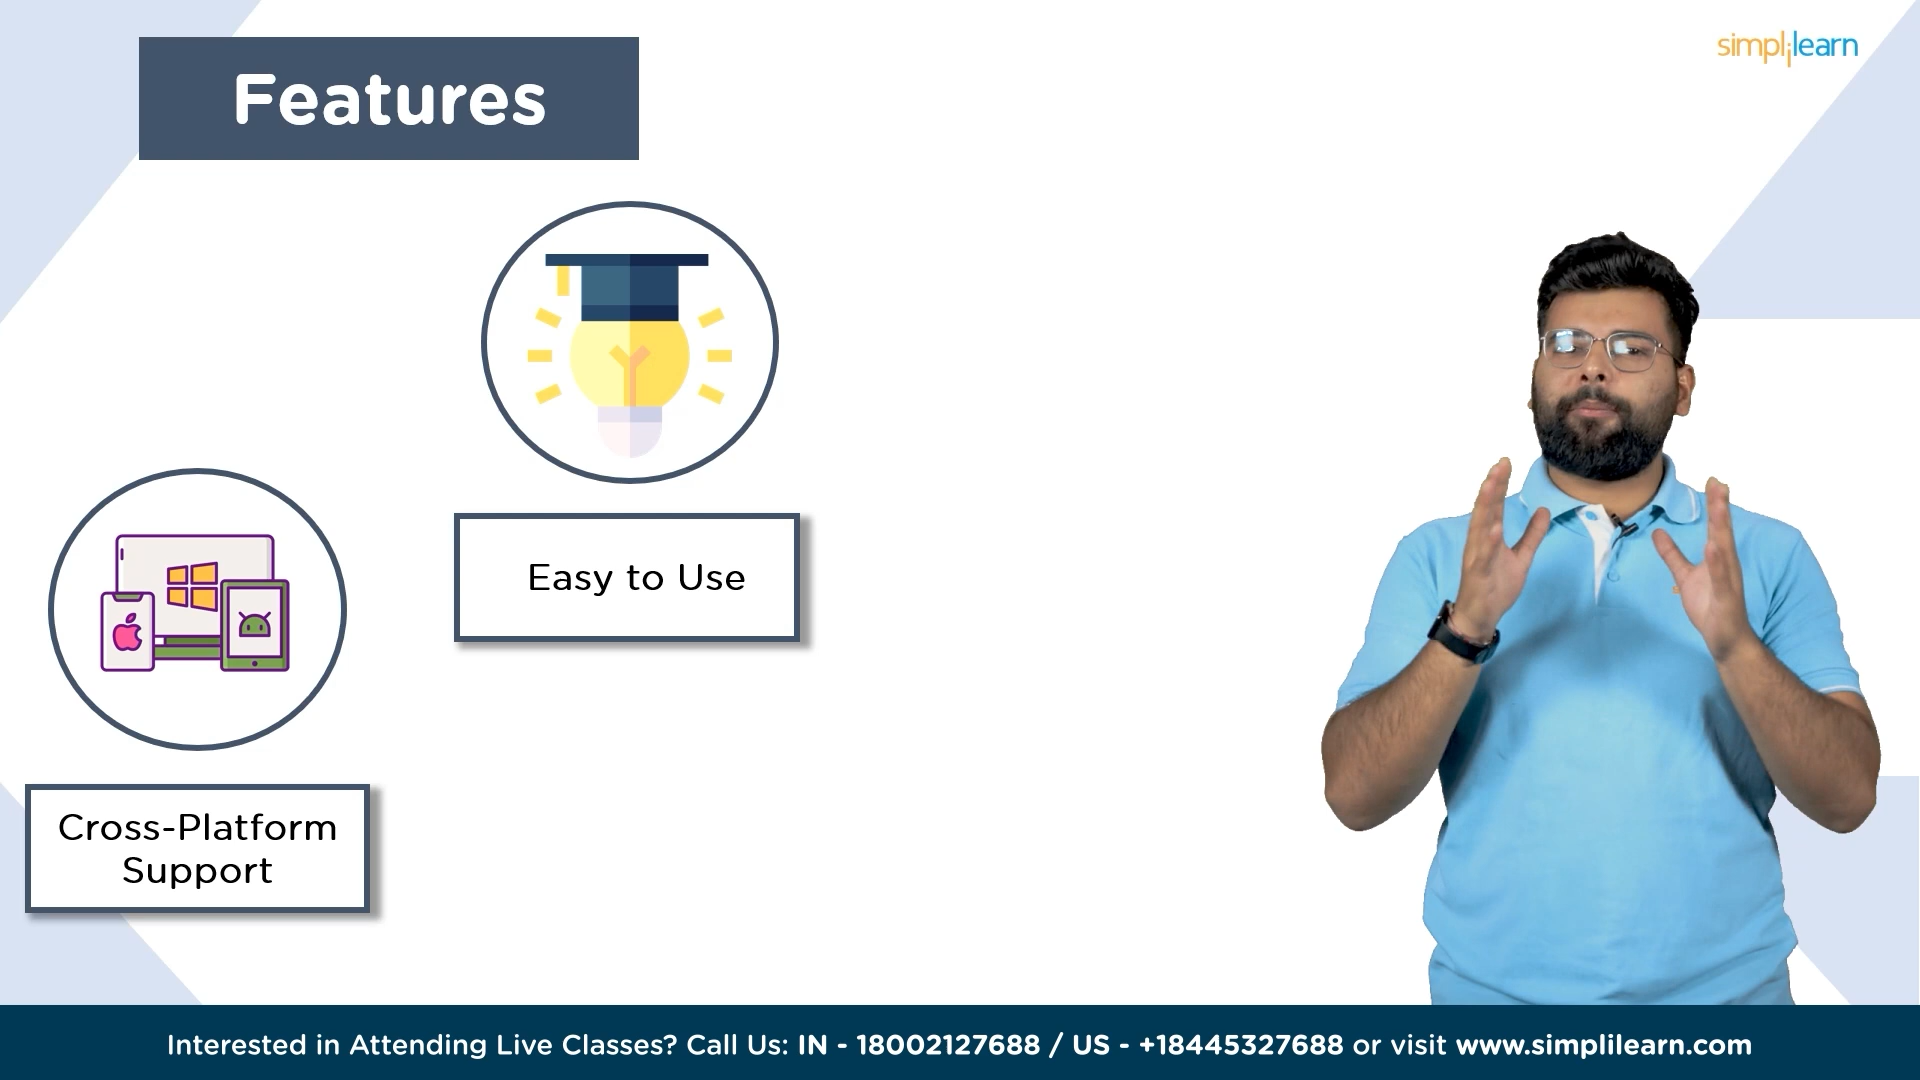 Features
simplilearn
Easy to Use
Cross-Platform
Support
Interested in Attending Live Classes? Call Us: IN - 18002127688 / US - +18445327688 or visit www.simplilearn.com